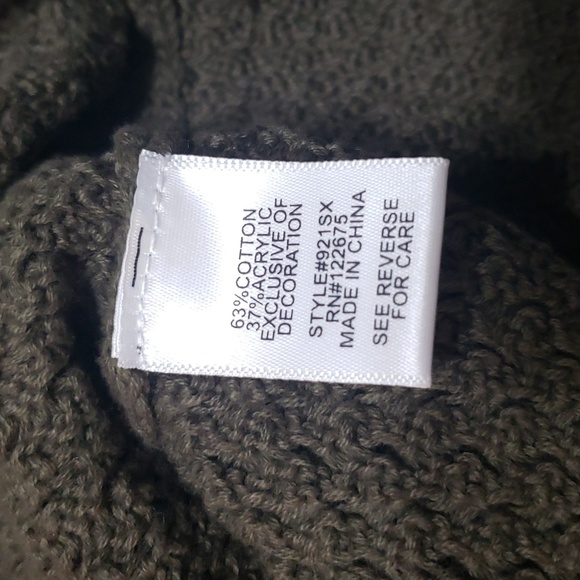 63%COTTON
37%ACRYLIC
EXCLUSIVE OF
DECORATION
STYLE#921SX
RN#122675
MADE IN CHINA
SEE REVERSE
FOR CARE